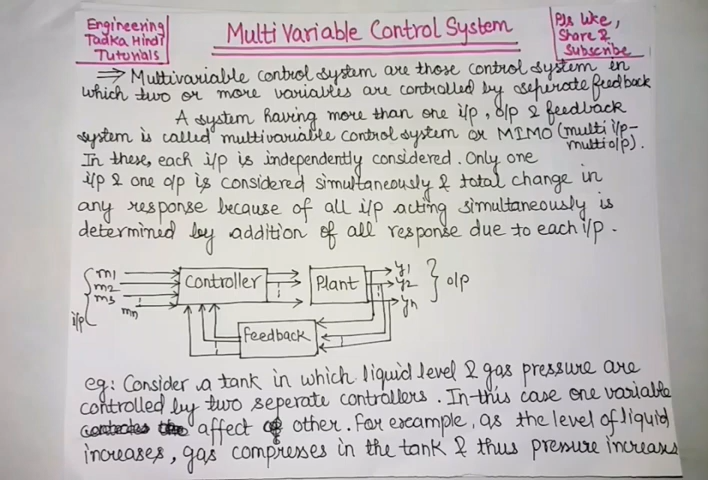 Engineering
Tadka Hindi
Tutorials
Multi Variable Control System
Pls like,
Share &
Subscribe
⇒ Multivariable control system are those control system in
which two or more variables are controlled by seperate feedback
A system having more than one i/p, o/p & feedback
system is called multivariable control system or MIMO (multi i/p-
multi o/p).
In these, each i/p is independently considered. Only one
i/p & one o/p is considered simultaneously & total change in
any response because of all i/p acting simultaneously is
determined by addition of all response due to each i/p.
i/p
m1
m2
m3
mn
Controller
Plant
y1
y2
yn
o/p
feedback
eg: Consider a tank in which liquid level & gas pressure are
controlled by two seperate controllers. In this case one variable
affect other. For example, as the level of liquid
increases, gas compresses in the tank & thus pressure increases